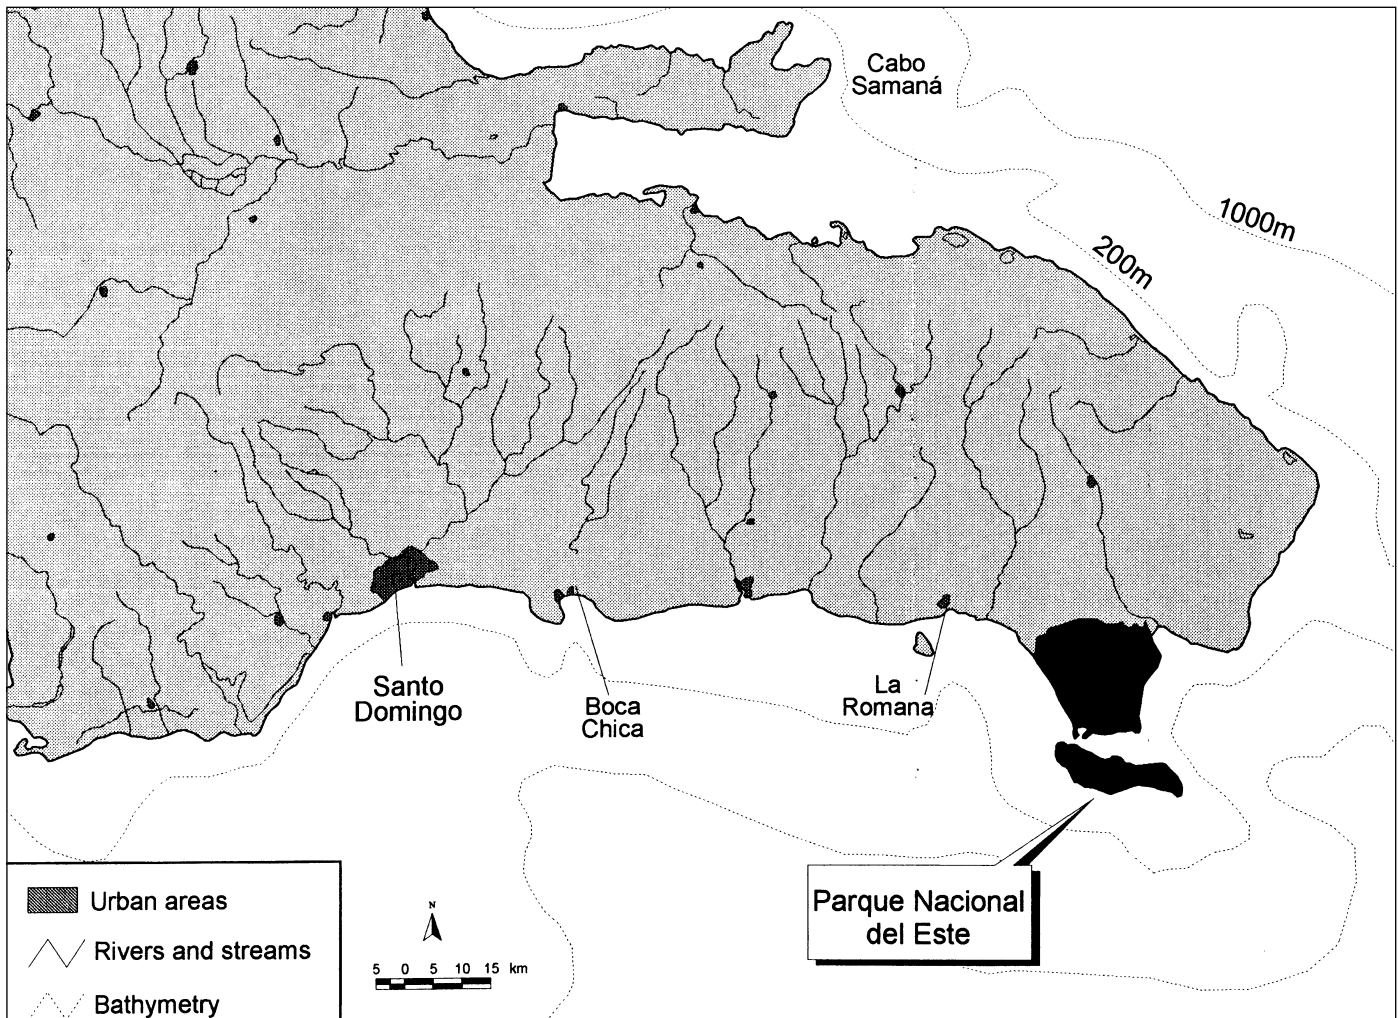 Cabo
Samaná
1000m
200m
Santo
Domingo
Boca
Chica
La
Romana
Parque Nacional
del Este
Urban areas
Rivers and streams
Bathymetry
N
5 0 5 10 15 km